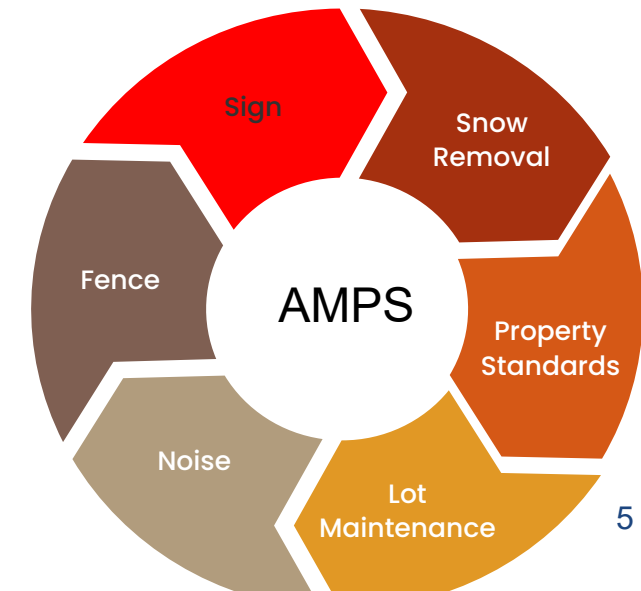 Sign
Snow
Removal
Fence
AMPS
Property
Standards
Noise
Lot
Maintenance
5